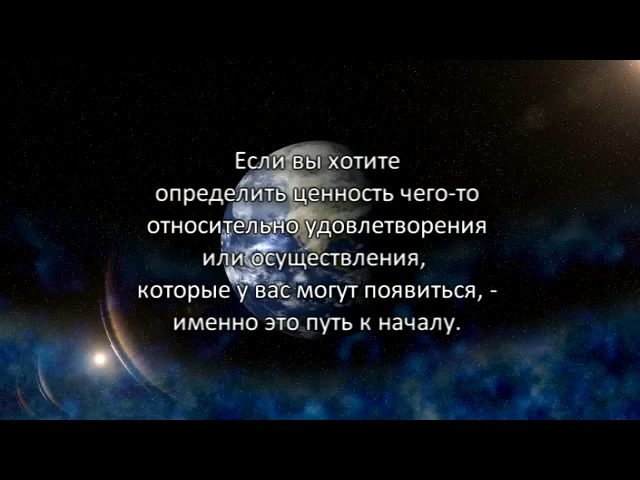 Если вы хотите
определить ценность чего-то
относительно удовлетворения
или осуществления,
которые у вас могут появиться, -
именно это путь к началу.